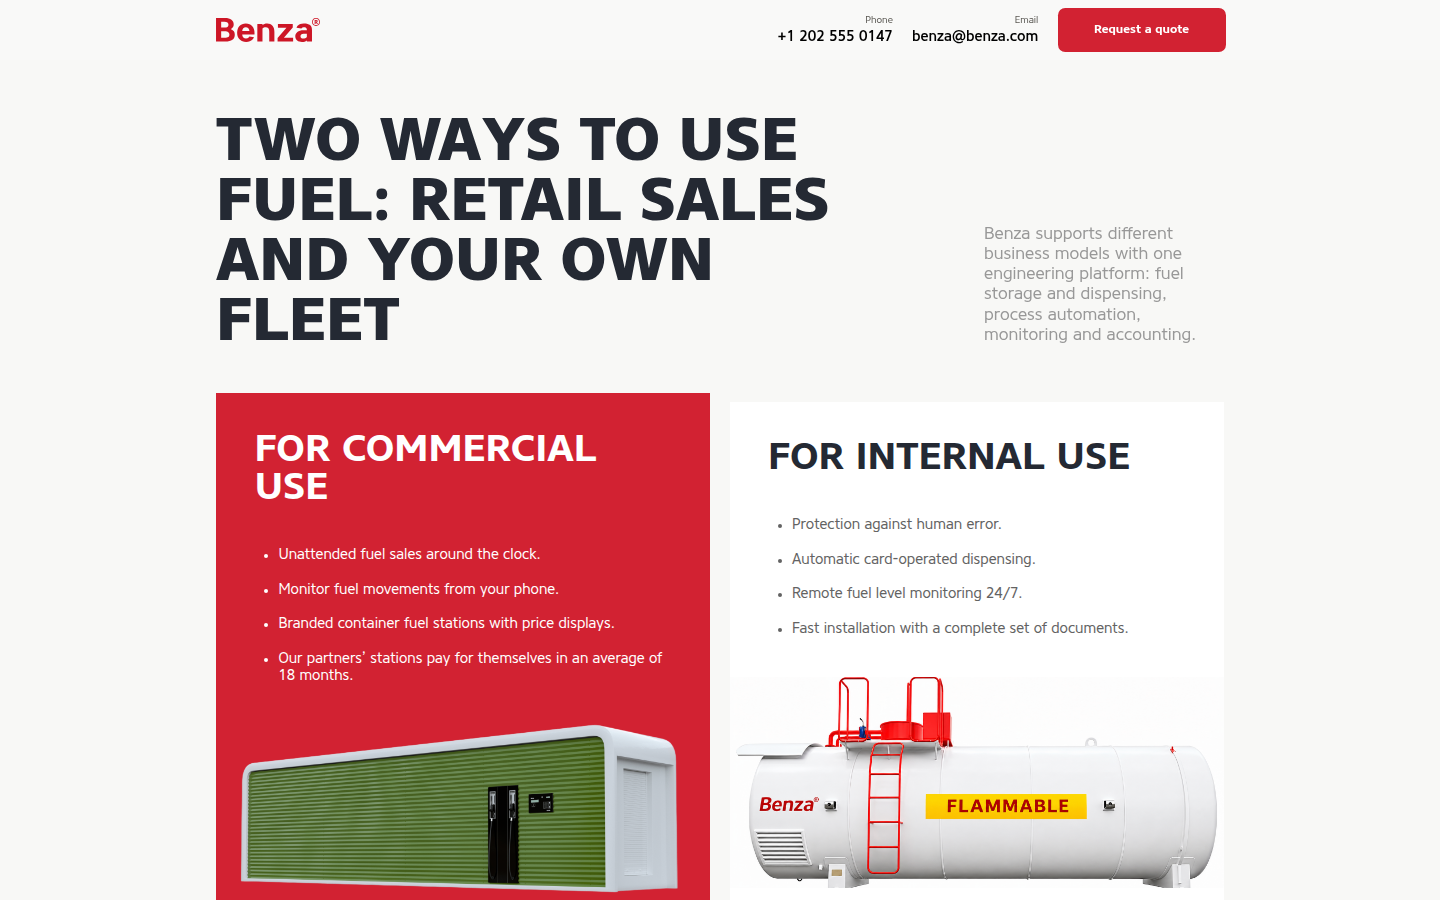 Benza®
Phone
+1 202 555 0147
Email
benza@benza.com
Request a quote
TWO WAYS TO USE
FUEL: RETAIL SALES
AND YOUR OWN
FLEET
Benza supports different
business models with one
engineering platform: fuel
storage and dispensing,
process automation,
monitoring and accounting.
FOR COMMERCIAL
USE
• Unattended fuel sales around the clock.
• Monitor fuel movements from your phone.
• Branded container fuel stations with price displays.
• Our partners’ stations pay for themselves in an average of
18 months.
FOR INTERNAL USE
• Protection against human error.
• Automatic card-operated dispensing.
• Remote fuel level monitoring 24/7.
• Fast installation with a complete set of documents.
Benza®
FLAMMABLE